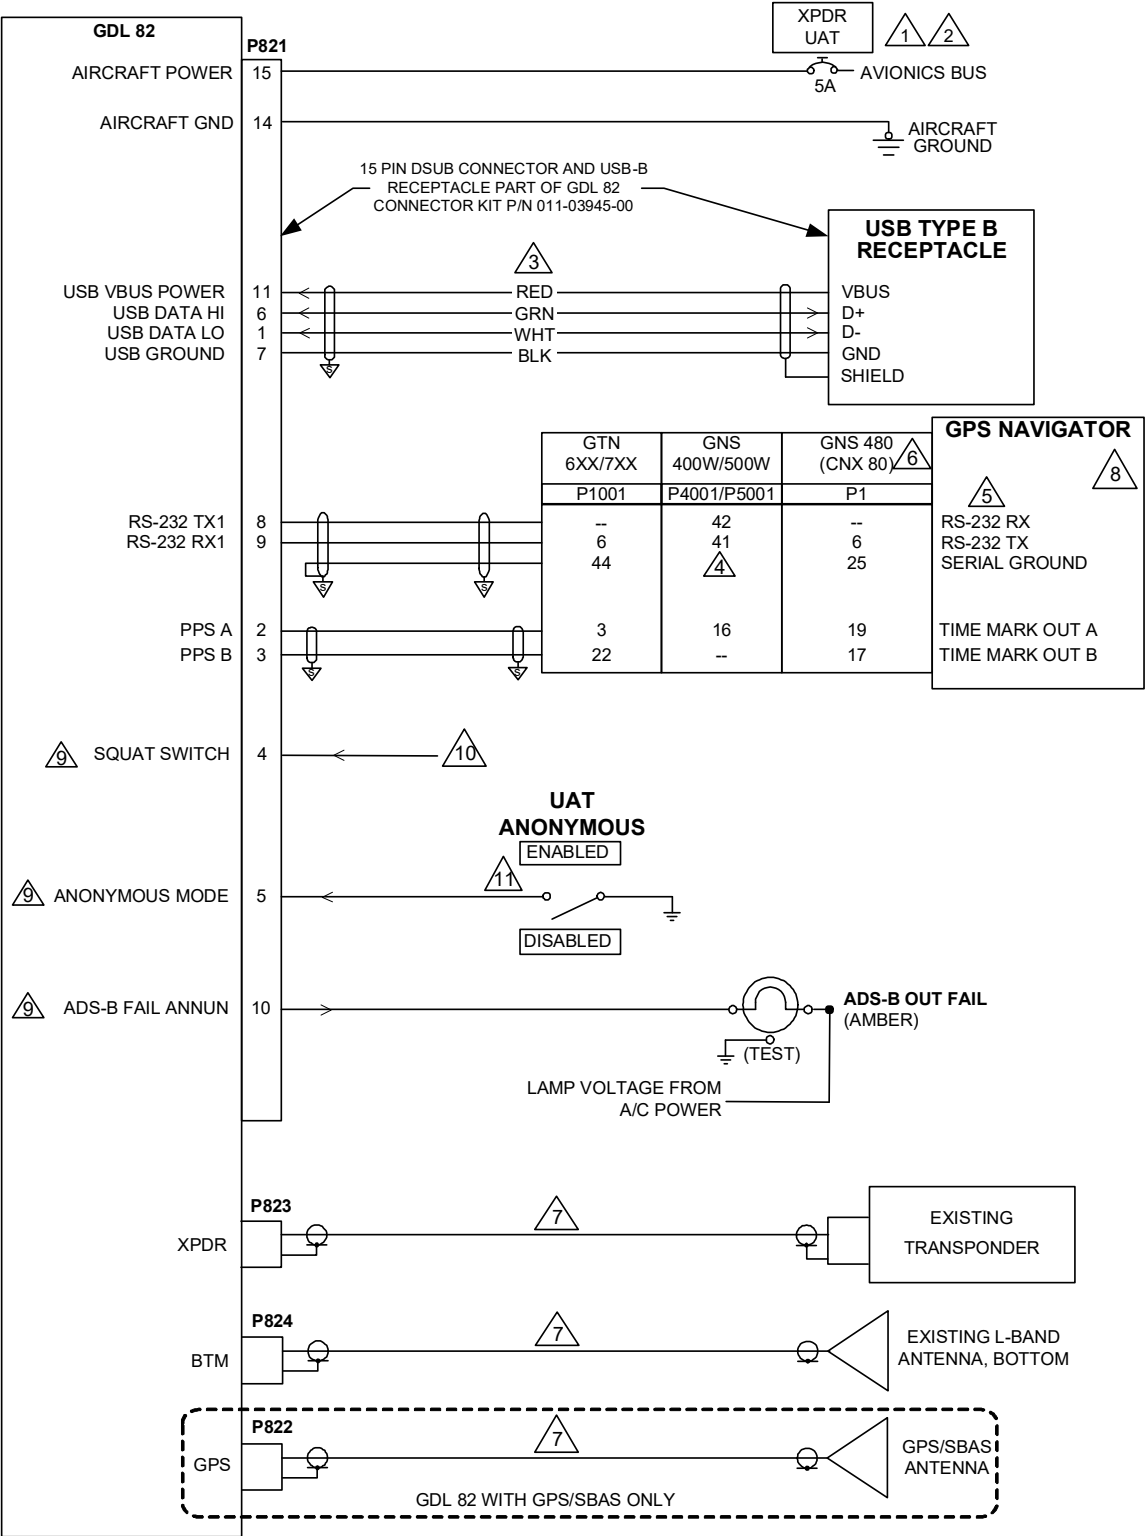 GDL 82
P821
XPDR
UAT
1
2
AIRCRAFT POWER 15
5A
AVIONICS BUS
AIRCRAFT GND 14
AIRCRAFT
GROUND
15 PIN DSUB CONNECTOR AND USB-B
RECEPTACLE PART OF GDL 82
CONNECTOR KIT P/N 011-03945-00
USB TYPE B
RECEPTACLE
3
USB VBUS POWER 11 RED VBUS
USB DATA HI 6 GRN D+
USB DATA LO 1 WHT D-
USB GROUND 7 BLK GND
S
SHIELD
GPS NAVIGATOR
GTN
6XX/7XX
GNS
400W/500W
GNS 480
(CNX 80)
6
8
P1001 P4001/P5001 P1
5
RS-232 TX1 8 -- 42 -- RS-232 RX
RS-232 RX1 9 6 41 6 RS-232 TX
44 4 25 SERIAL GROUND
S S
PPS A 2 3 16 19 TIME MARK OUT A
PPS B 3 22 -- 17 TIME MARK OUT B
S S
9 SQUAT SWITCH 4 10
UAT
ANONYMOUS
ENABLED
11
9 ANONYMOUS MODE 5
DISABLED
9 ADS-B FAIL ANNUN 10
ADS-B OUT FAIL
(AMBER)
(TEST)
LAMP VOLTAGE FROM
A/C POWER
P823
XPDR
7
EXISTING
TRANSPONDER
P824
BTM
7
EXISTING L-BAND
ANTENNA, BOTTOM
P822
GPS
7
GPS/SBAS
ANTENNA
GDL 82 WITH GPS/SBAS ONLY